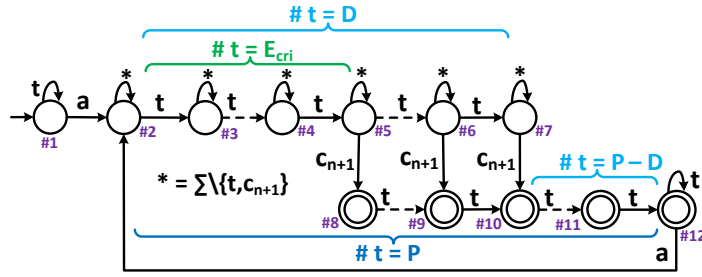 # t = D
# t = E_cri
t * * * * * *
a t t t t t
#1 #2 #3 #4 #5 #6 #7
c_n+1 c_n+1 c_n+1
* = ∑\{t,c_n+1}
# t = P – D
t t t t t
#8 #9 #10 #11 #12
# t = P
a